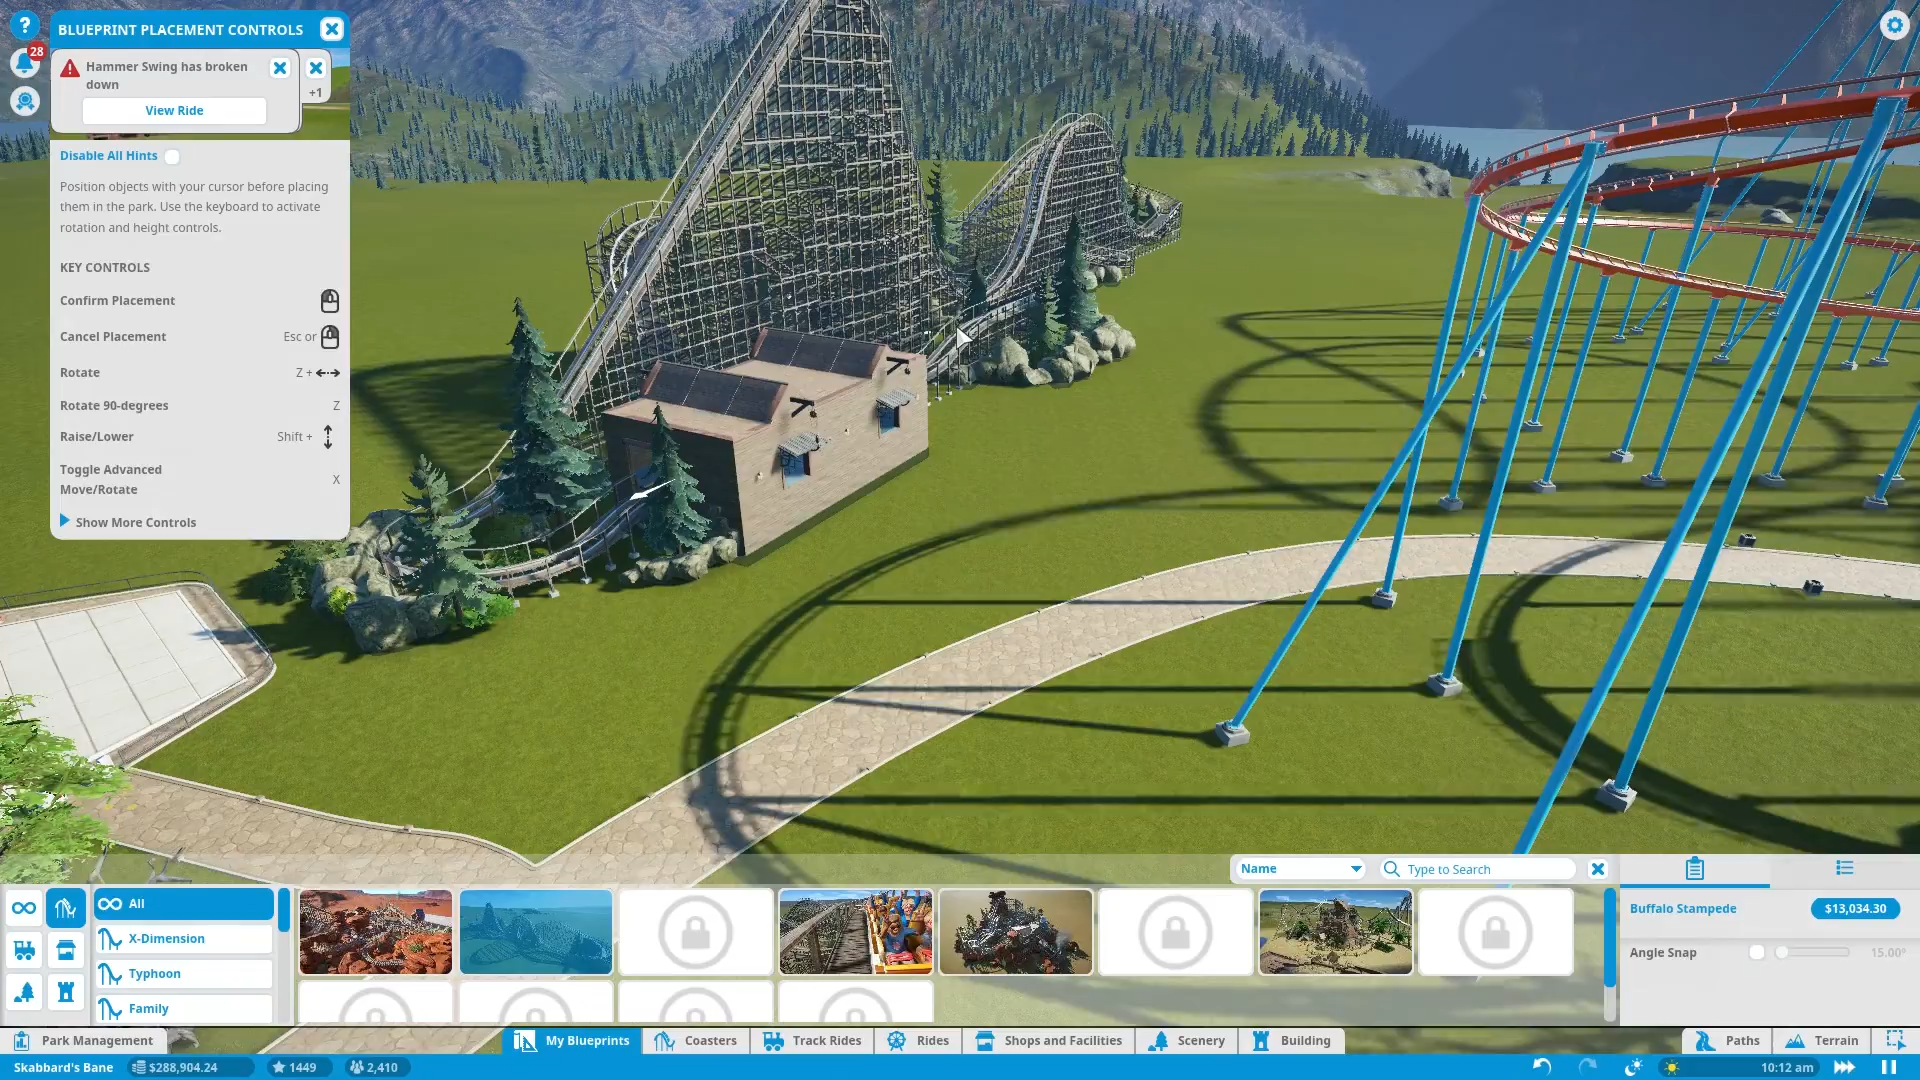 ?
BLUEPRINT PLACEMENT CONTROLS
28
Hammer Swing has broken
down
+1
View Ride
Disable All Hints
Position objects with your cursor before placing
them in the park. Use the keyboard to activate
rotation and height controls.
KEY CONTROLS
Confirm Placement
Cancel Placement Esc or
Rotate Z +
Rotate 90-degrees Z
Raise/Lower Shift +
Toggle Advanced
Move/Rotate X
Show More Controls
Name
Type to Search
All
X-Dimension
Typhoon
Family
Buffalo Stampede $13,034.30
Angle Snap 15.00°
Park Management
My Blueprints
Coasters
Track Rides
Rides
Shops and Facilities
Scenery
Building
Paths
Terrain
Skabbard's Bane
$288,904.24
1449
2,410
10:12 am